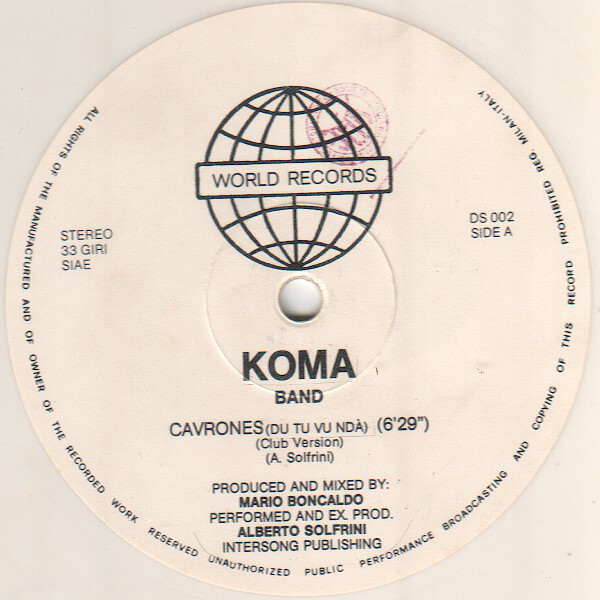 WORLD RECORDS
STEREO
33 GIRI
SIAE
DS 002
SIDE A
KOMA
BAND
CAVRONES (DU TU VU NDÀ) (6'29")
(Club Version)
(A. Solfrini)
PRODUCED AND MIXED BY:
MARIO BONCALDO
PERFORMED AND EX. PROD.
ALBERTO SOLFRINI
INTERSONG PUBLISHING
ALL RIGHTS OF THE MANUFACTURED AND OF OWNER OF THE RECORDED WORK RESERVED UNAUTHORIZED PUBLIC PERFORMANCE BROADCASTING AND COPYING OF THIS RECORD PROHIBITED REG. MILAN-ITALY